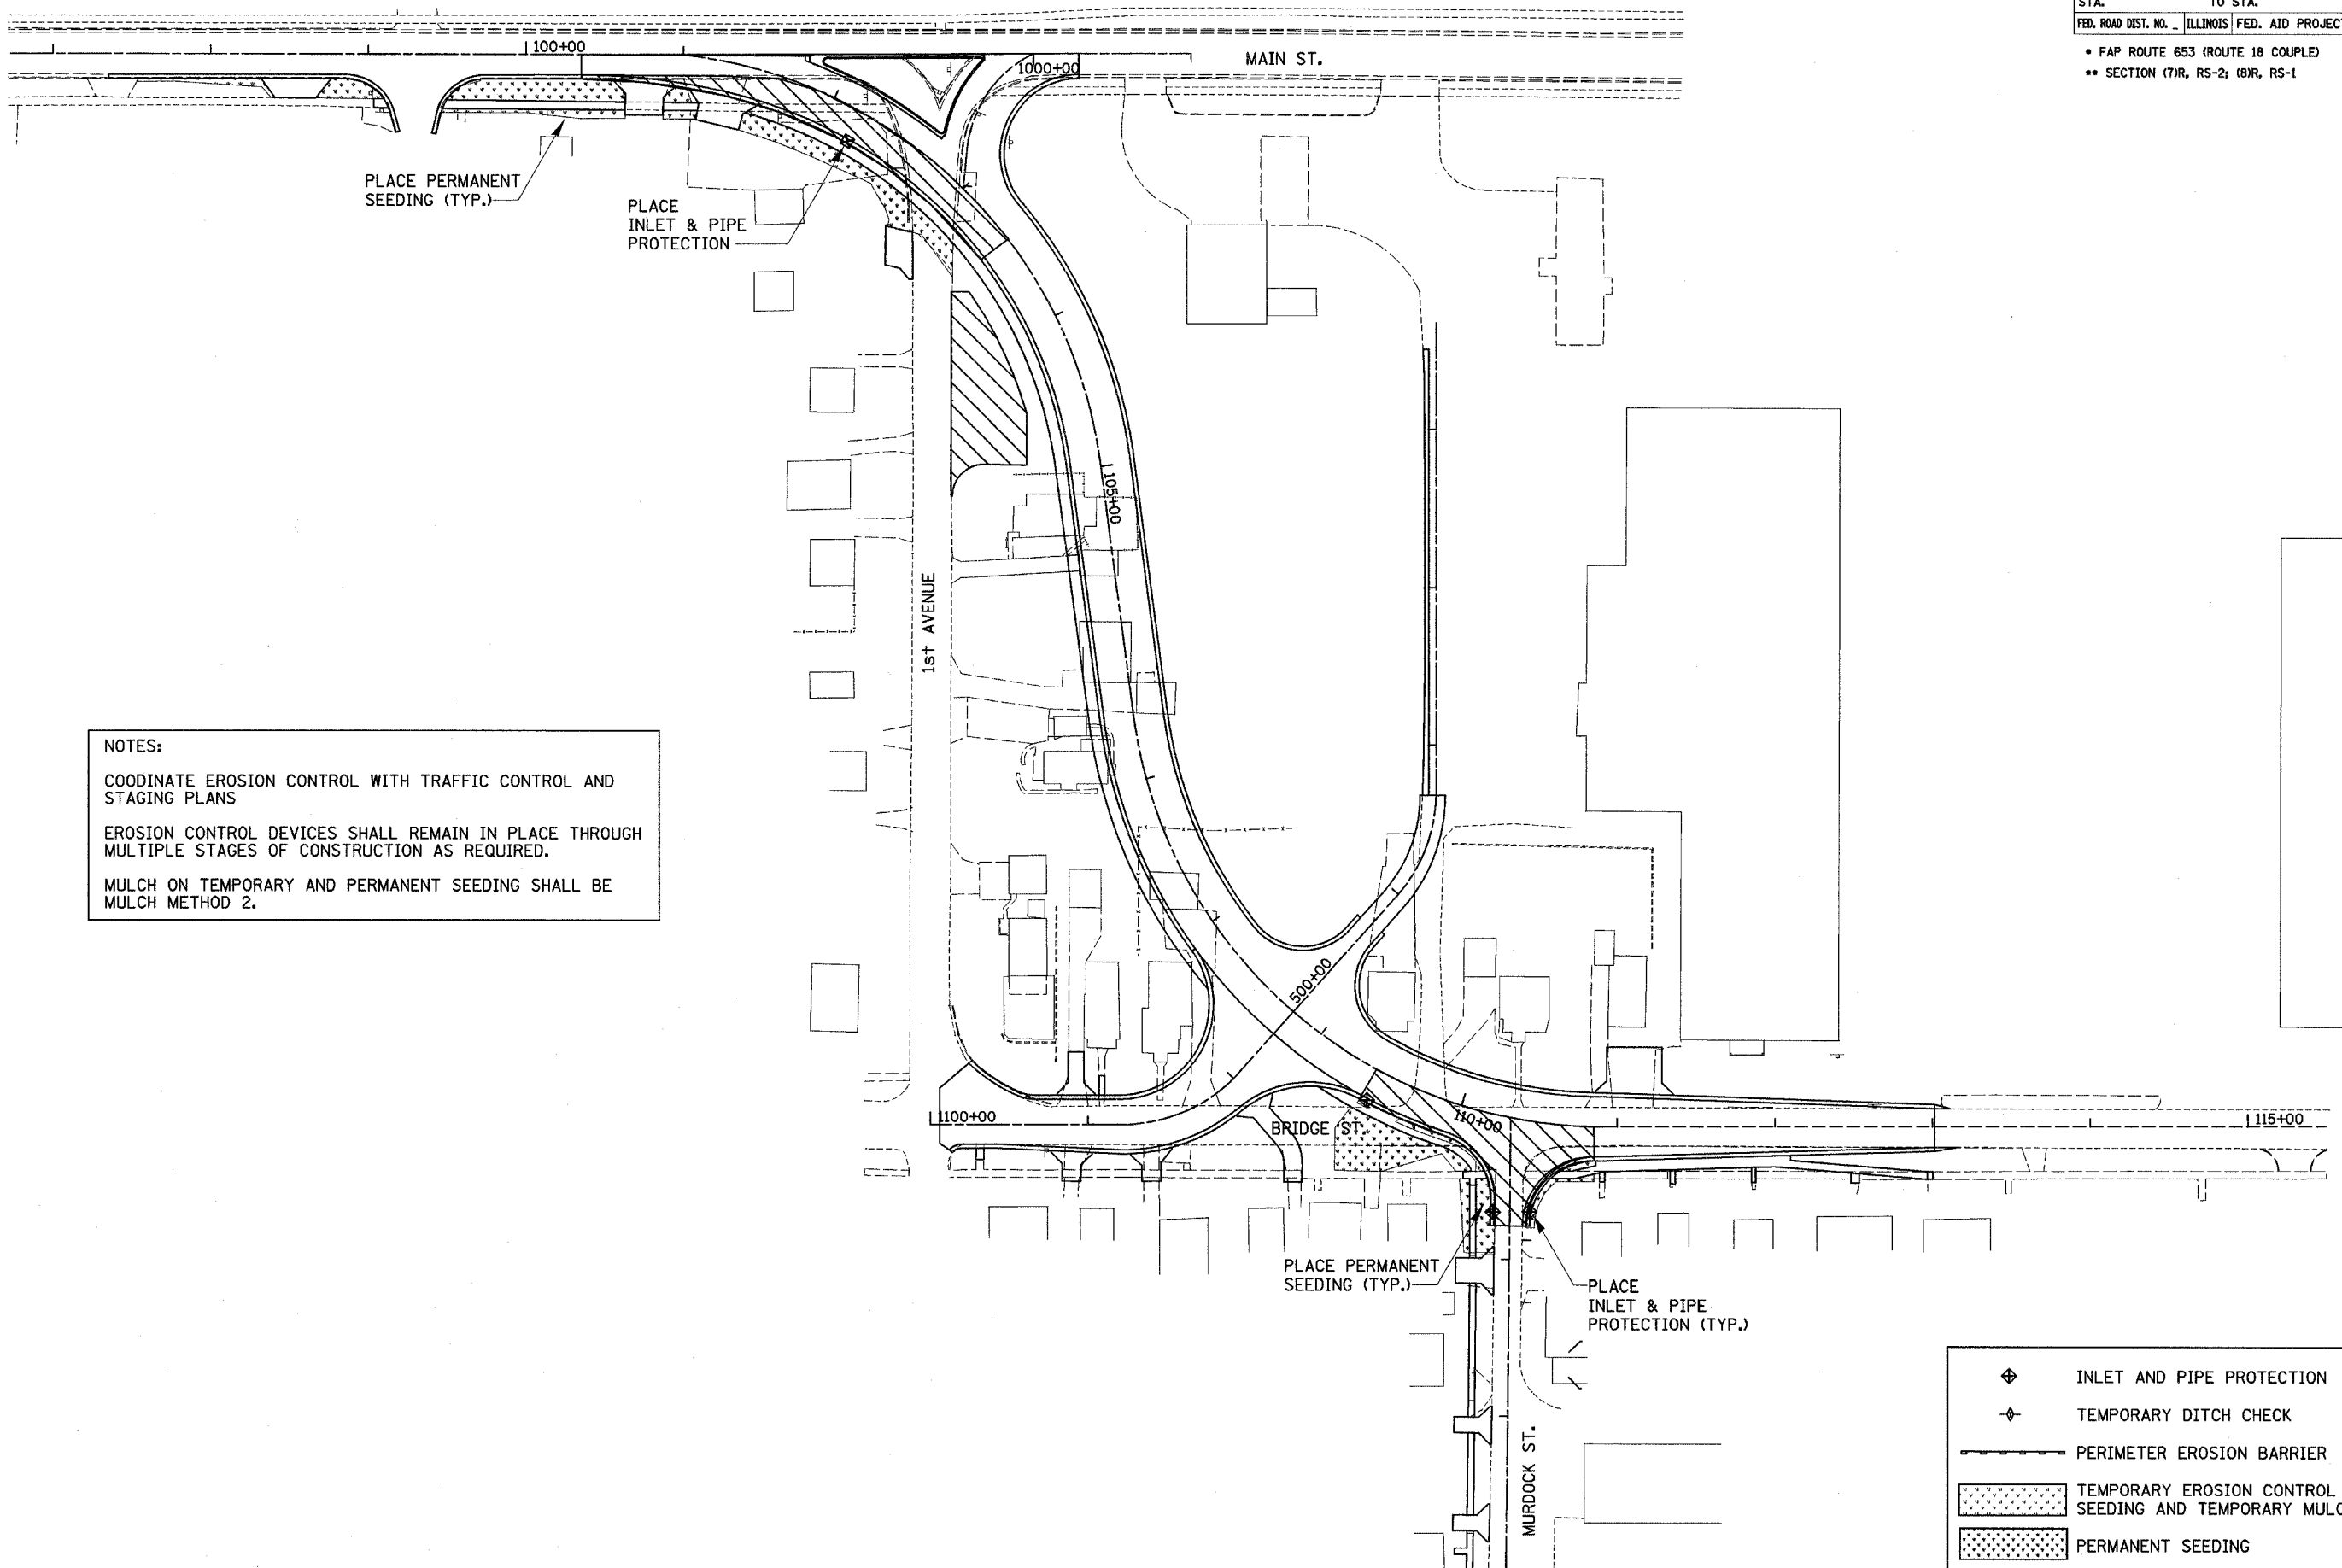 STA. TO STA.
FED. ROAD DIST. NO. _ ILLINOIS FED. AID PROJECT
• FAP ROUTE 653 (ROUTE 18 COUPLE)
•• SECTION (7)R, RS-2; (8)R, RS-1
100+00
1000+00
MAIN ST.
PLACE PERMANENT
SEEDING (TYP.)
PLACE
INLET & PIPE
PROTECTION
105+00
1st AVENUE
NOTES:
COODINATE EROSION CONTROL WITH TRAFFIC CONTROL AND
STAGING PLANS
EROSION CONTROL DEVICES SHALL REMAIN IN PLACE THROUGH
MULTIPLE STAGES OF CONSTRUCTION AS REQUIRED.
MULCH ON TEMPORARY AND PERMANENT SEEDING SHALL BE
MULCH METHOD 2.
500+00
1100+00
BRIDGE ST.
110+00
115+00
PLACE PERMANENT
SEEDING (TYP.)
PLACE
INLET & PIPE
PROTECTION (TYP.)
MURDOCK ST.
INLET AND PIPE PROTECTION
TEMPORARY DITCH CHECK
PERIMETER EROSION BARRIER
TEMPORARY EROSION CONTROL
SEEDING AND TEMPORARY MULC
PERMANENT SEEDING